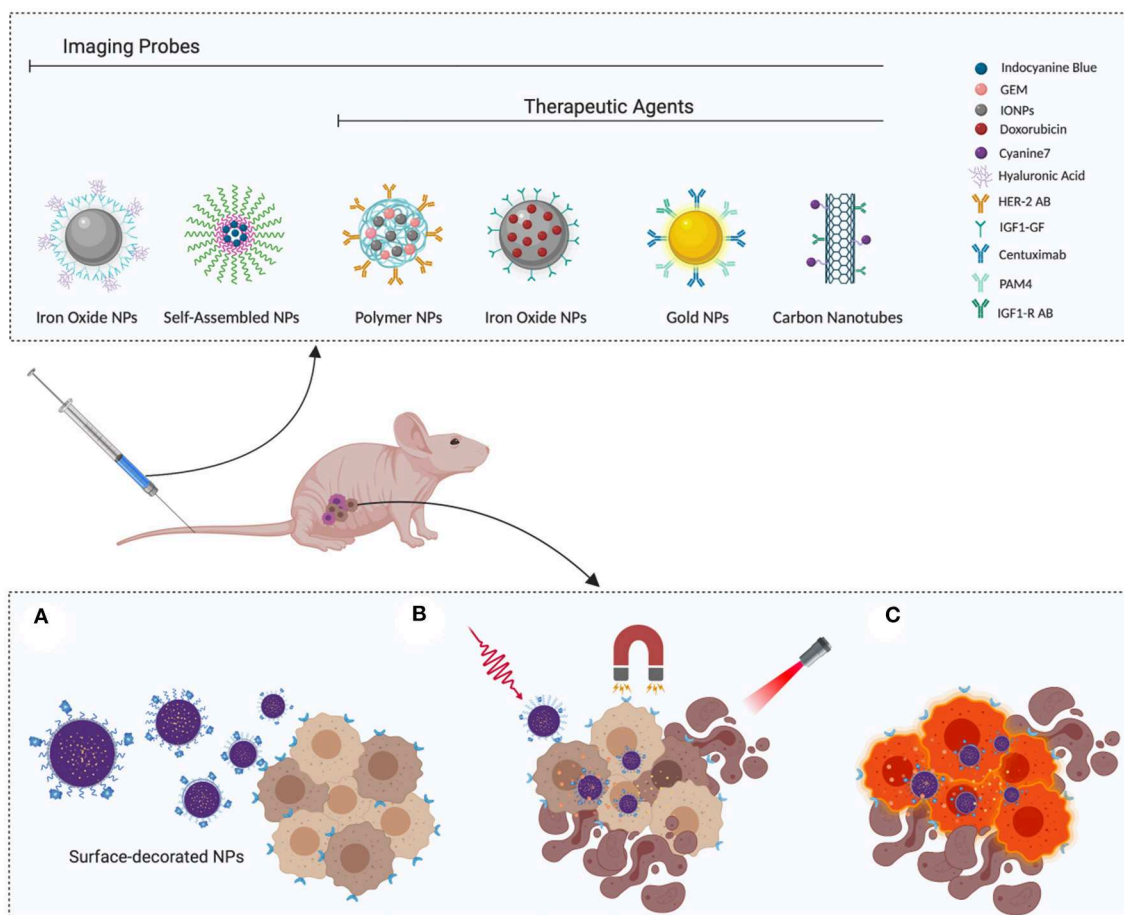 Imaging Probes
Therapeutic Agents
Indocyanine Blue
GEM
IONPs
Doxorubicin
Cyanine7
Hyaluronic Acid
HER-2 AB
IGF1-GF
Centuximab
PAM4
IGF1-R AB
Iron Oxide NPs
Self-Assembled NPs
Polymer NPs
Iron Oxide NPs
Gold NPs
Carbon Nanotubes
A
B
C
Surface-decorated NPs